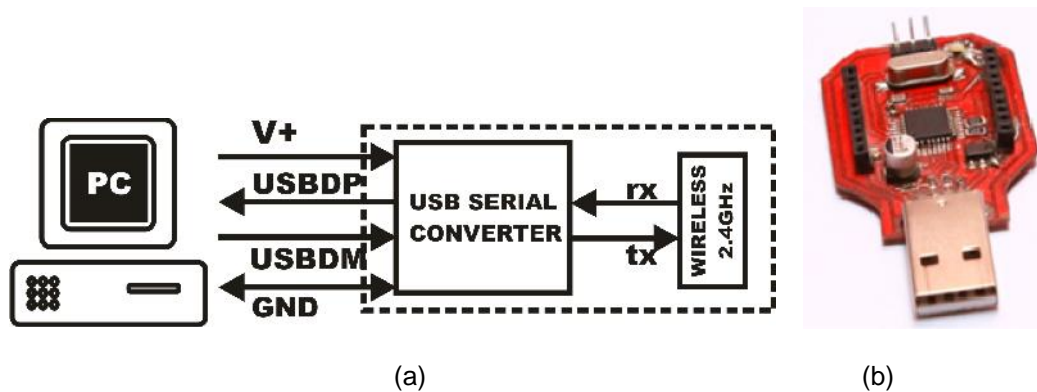 V+
PC
USBDP
USB SERIAL
CONVERTER
rx
WIRELESS
2.4GHz
USBDM
tx
GND
(a)
(b)